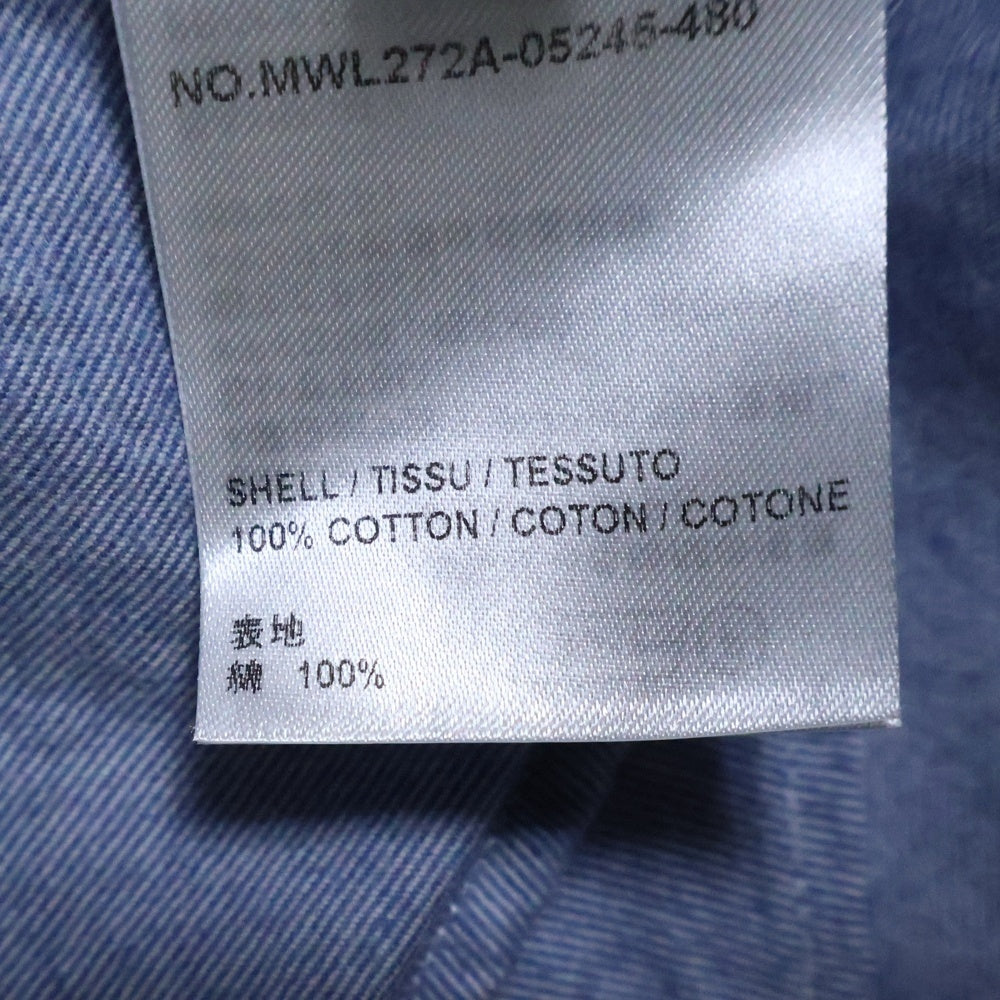 NO.MWL272A-05246-480
SHELL / TISSU / TESSUTO
100% COTTON / COTON / COTONE
表地
綿 100%